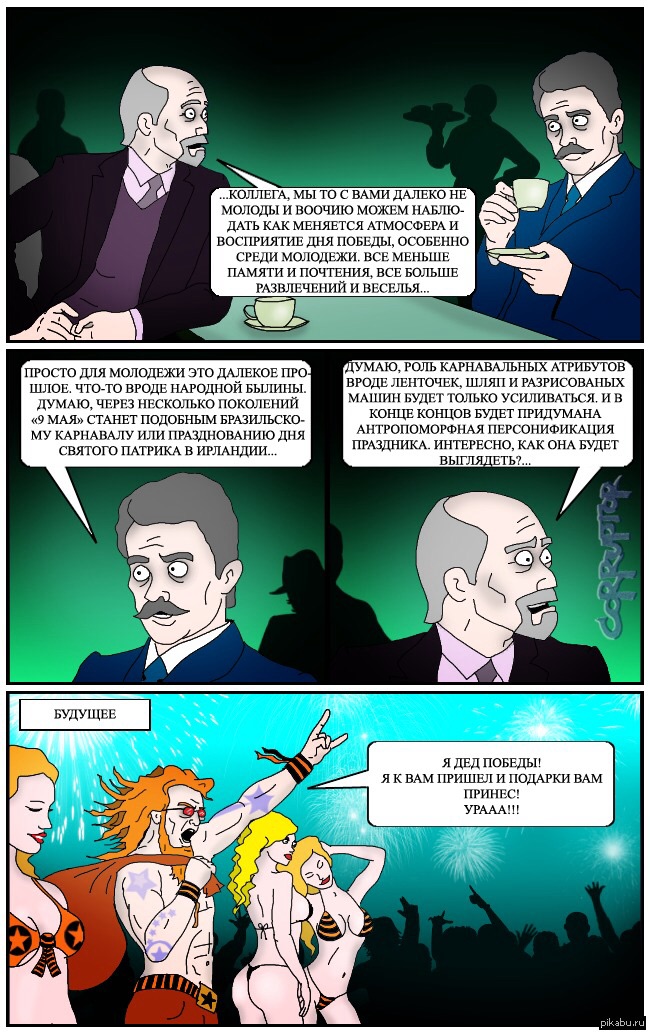 ...КОЛЛЕГА, МЫ ТО С ВАМИ ДАЛЕКО НЕ
МОЛОДЫ И ВООЧИЮ МОЖЕМ НАБЛЮ-
ДАТЬ КАК МЕНЯЕТСЯ АТМОСФЕРА И
ВОСПРИЯТИЕ ДНЯ ПОБЕДЫ, ОСОБЕННО
СРЕДИ МОЛОДЕЖИ. ВСЕ МЕНЬШЕ
ПАМЯТИ И ПОЧТЕНИЯ, ВСЕ БОЛЬШЕ
РАЗВЛЕЧЕНИЙ И ВЕСЕЛЬЯ...
ПРОСТО ДЛЯ МОЛОДЕЖИ ЭТО ДАЛЕКОЕ ПРО-
ШЛОЕ. ЧТО-ТО ВРОДЕ НАРОДНОЙ БЫЛИНЫ.
ДУМАЮ, ЧЕРЕЗ НЕСКОЛЬКО ПОКОЛЕНИЙ
«9 МАЯ» СТАНЕТ ПОДОБНЫМ БРАЗИЛЬСКО-
МУ КАРНАВАЛУ ИЛИ ПРАЗДНОВАНИЮ ДНЯ
СВЯТОГО ПАТРИКА В ИРЛАНДИИ...
ДУМАЮ, РОЛЬ КАРНАВАЛЬНЫХ АТРИБУТОВ
ВРОДЕ ЛЕНТОЧЕК, ШЛЯП И РАЗРИСОВАНЫХ
МАШИН БУДЕТ ТОЛЬКО УСИЛИВАТЬСЯ. И В
КОНЦЕ КОНЦОВ БУДЕТ ПРИДУМАНА
АНТРОПОМОРФНАЯ ПЕРСОНИФИКАЦИЯ
ПРАЗДНИКА. ИНТЕРЕСНО, КАК ОНА БУДЕТ
ВЫГЛЯДЕТЬ?...
CORRUPTOR
БУДУЩЕЕ
Я ДЕД ПОБЕДЫ!
Я К ВАМ ПРИШЕЛ И ПОДАРКИ ВАМ
ПРИНЕС!
УРААА!!!
pikabu.ru